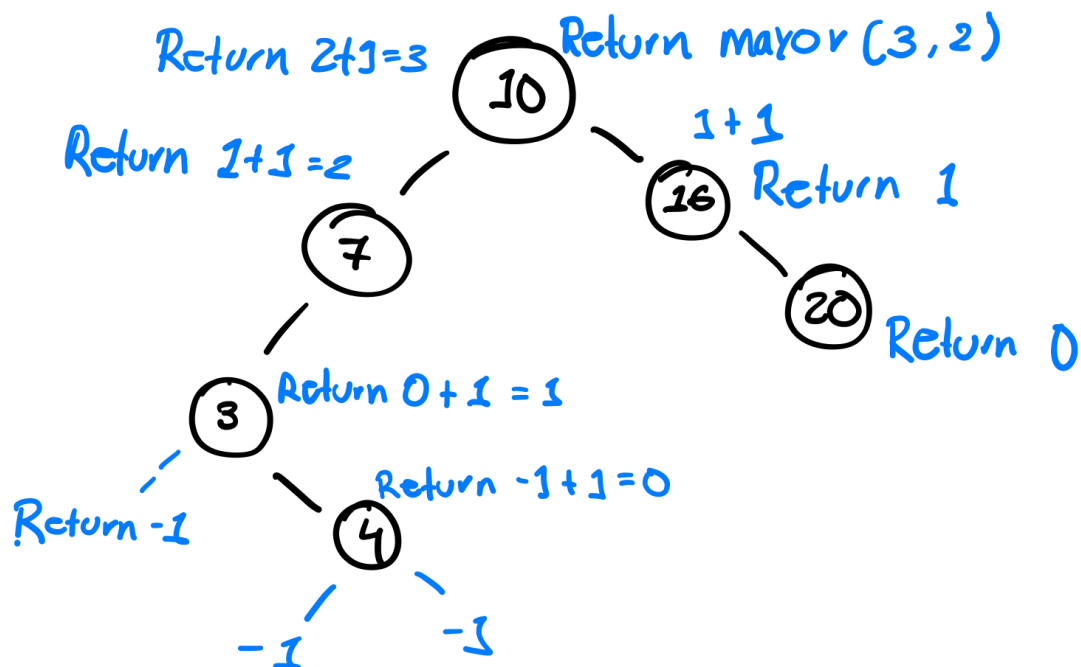 Return 2+1=3
Return mayor (3,2)
10
1+1
Return 1+1=2
16
Return 1
7
20
Return 0
3
Return 0+1=1
Return -1
4
Return -1+1=0
-1
-1